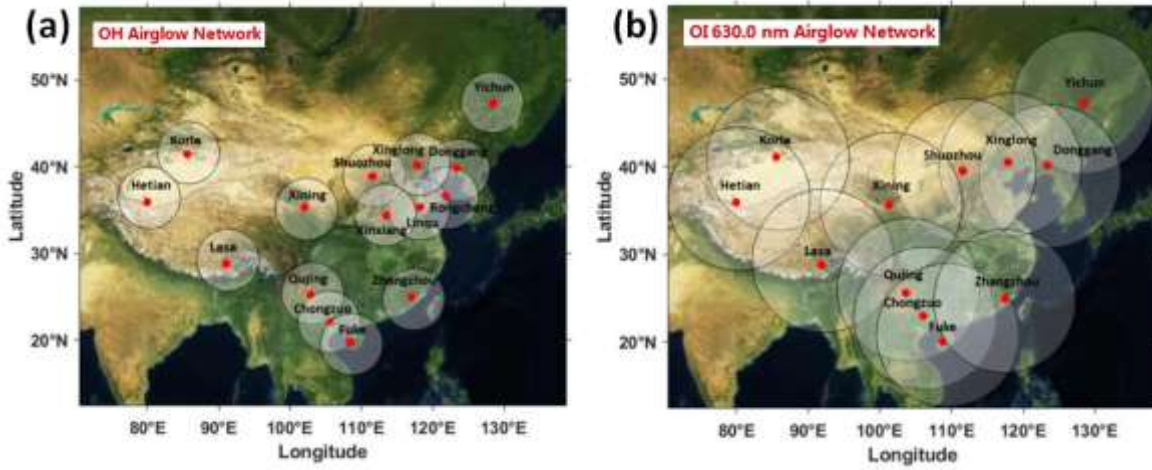 (a)
OH Airglow Network
50°N
40°N
30°N
20°N
Latitude
Yichun
Korla
Xinglong
Donggang
Shuozhou
Hetian
Xining
Rongcheng
Linqu
Xinxiang
Lasa
Qujing
Zhangzhou
Chongzuo
Fuke
80°E 90°E 100°E 110°E 120°E 130°E
Longitude
(b)
OI 630.0 nm Airglow Network
50°N
40°N
30°N
20°N
Latitude
Yichun
Korla
Xinglong
Donggang
Shuozhou
Hetian
Xining
Lasa
Qujing
Zhangzhou
Chongzuo
Fuke
80°E 90°E 100°E 110°E 120°E 130°E
Longitude